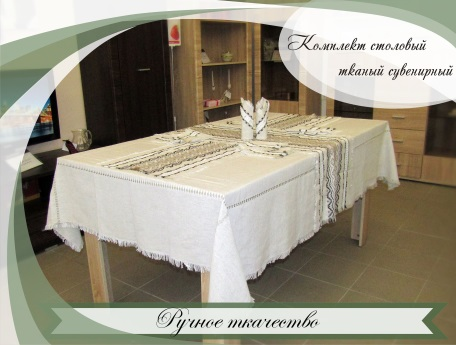 Комплект столовый
тканый сувенирный
Ручное ткачество